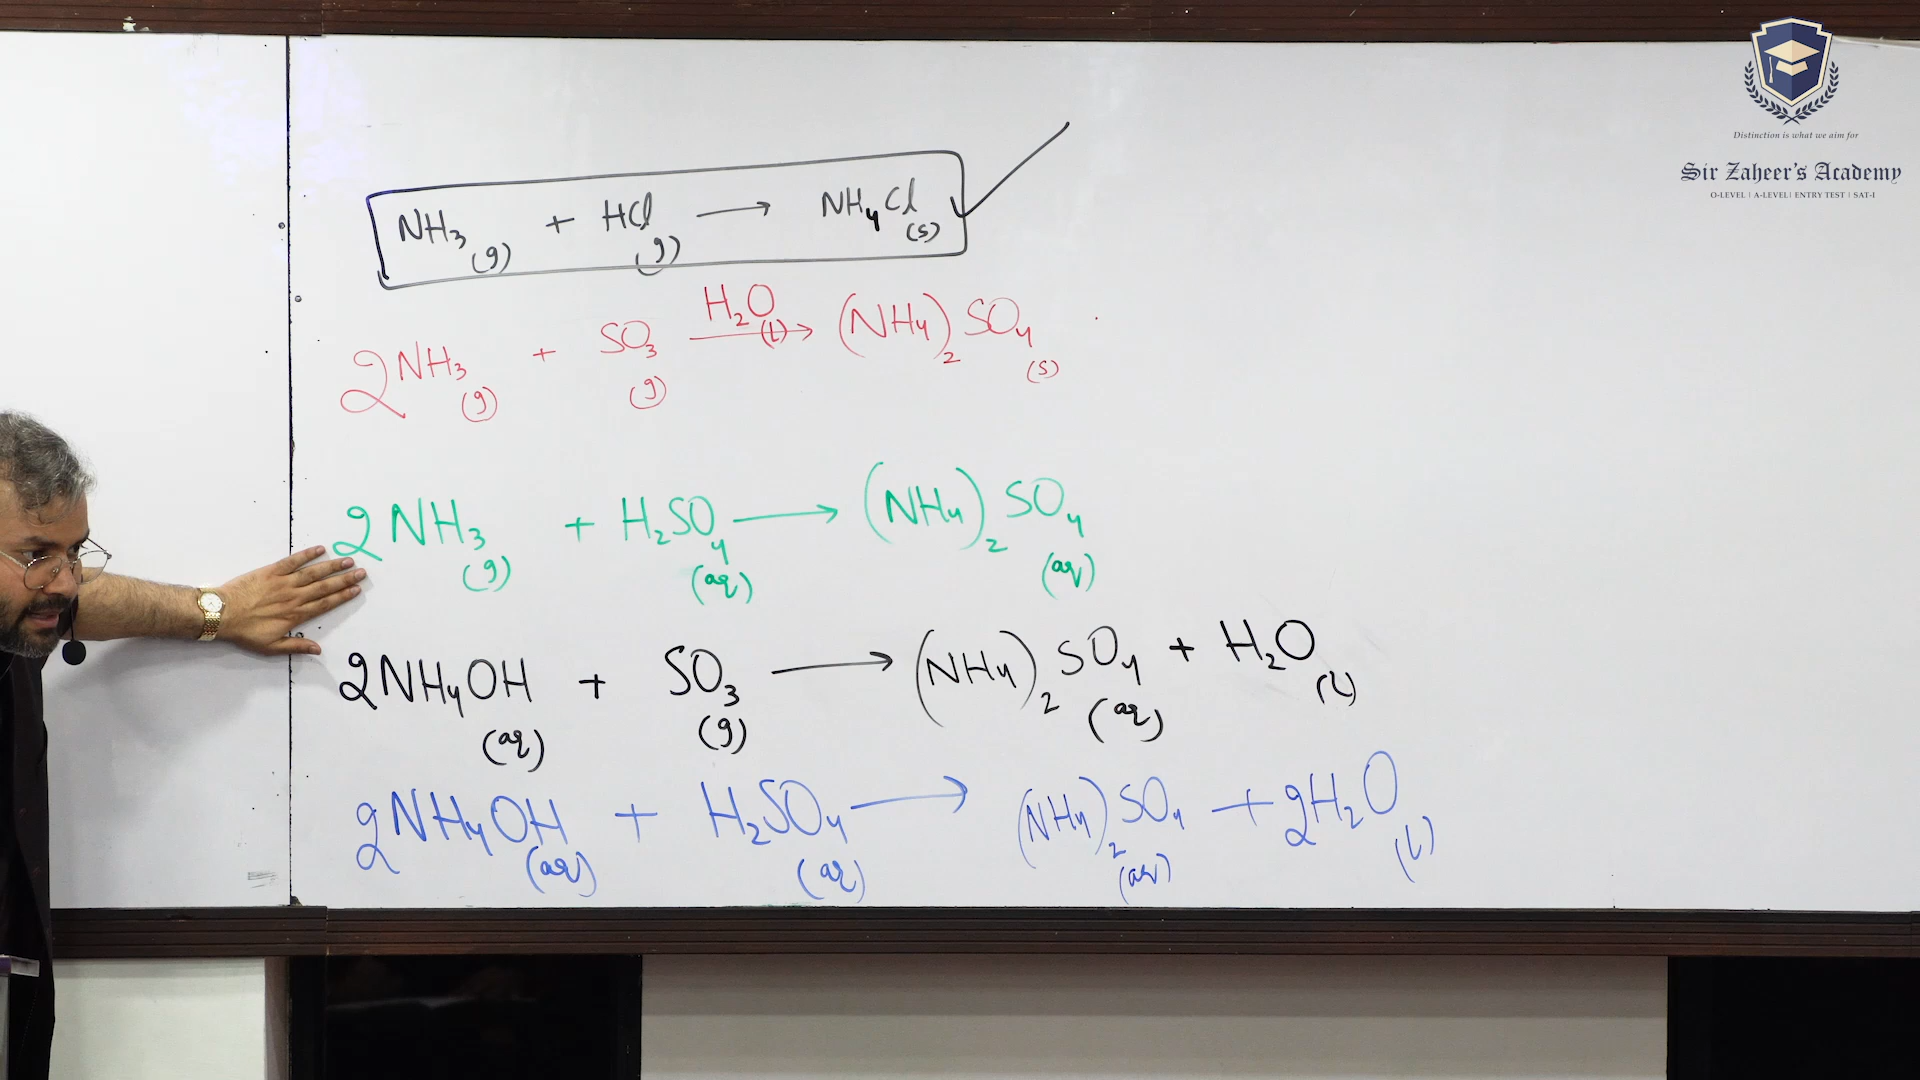 NH₃(g) + HCl(g) → NH₄Cl(s)
2NH₃(g) + SO₃(g) H₂O(l)→ (NH₄)₂SO₄(s)
2NH₃(g) + H₂SO₄(aq) → (NH₄)₂SO₄(aq)
2NH₄OH(aq) + SO₃(g) → (NH₄)₂SO₄(aq) + H₂O(l)
2NH₄OH(aq) + H₂SO₄(aq) → (NH₄)₂SO₄(aq) + 2H₂O(l)
Distinction is what we aim for
Sir Zaheer's Academy
O-LEVEL | A-LEVEL | ENTRY TEST | SAT-I